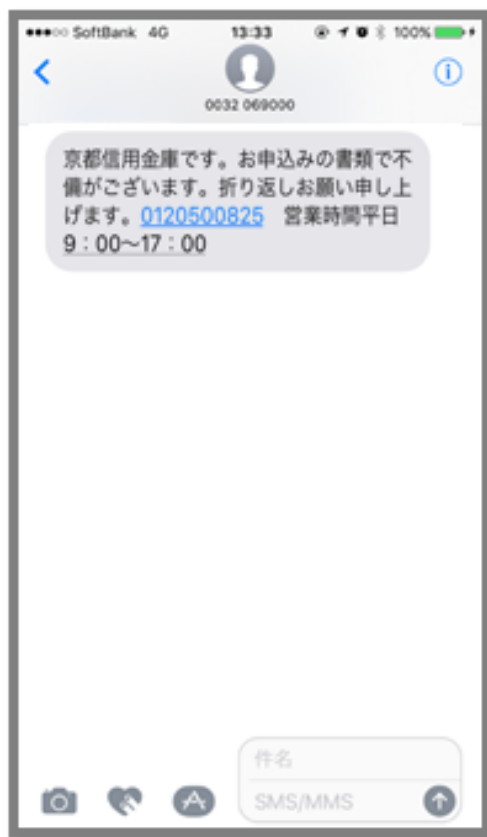 SoftBank 4G 13:33 100%
0032 069000
京都信用金庫です。お申込みの書類で不
備がございます。折り返しお願い申し上
げます。0120500825 営業時間平日
9：00〜17：00
件名
SMS/MMS